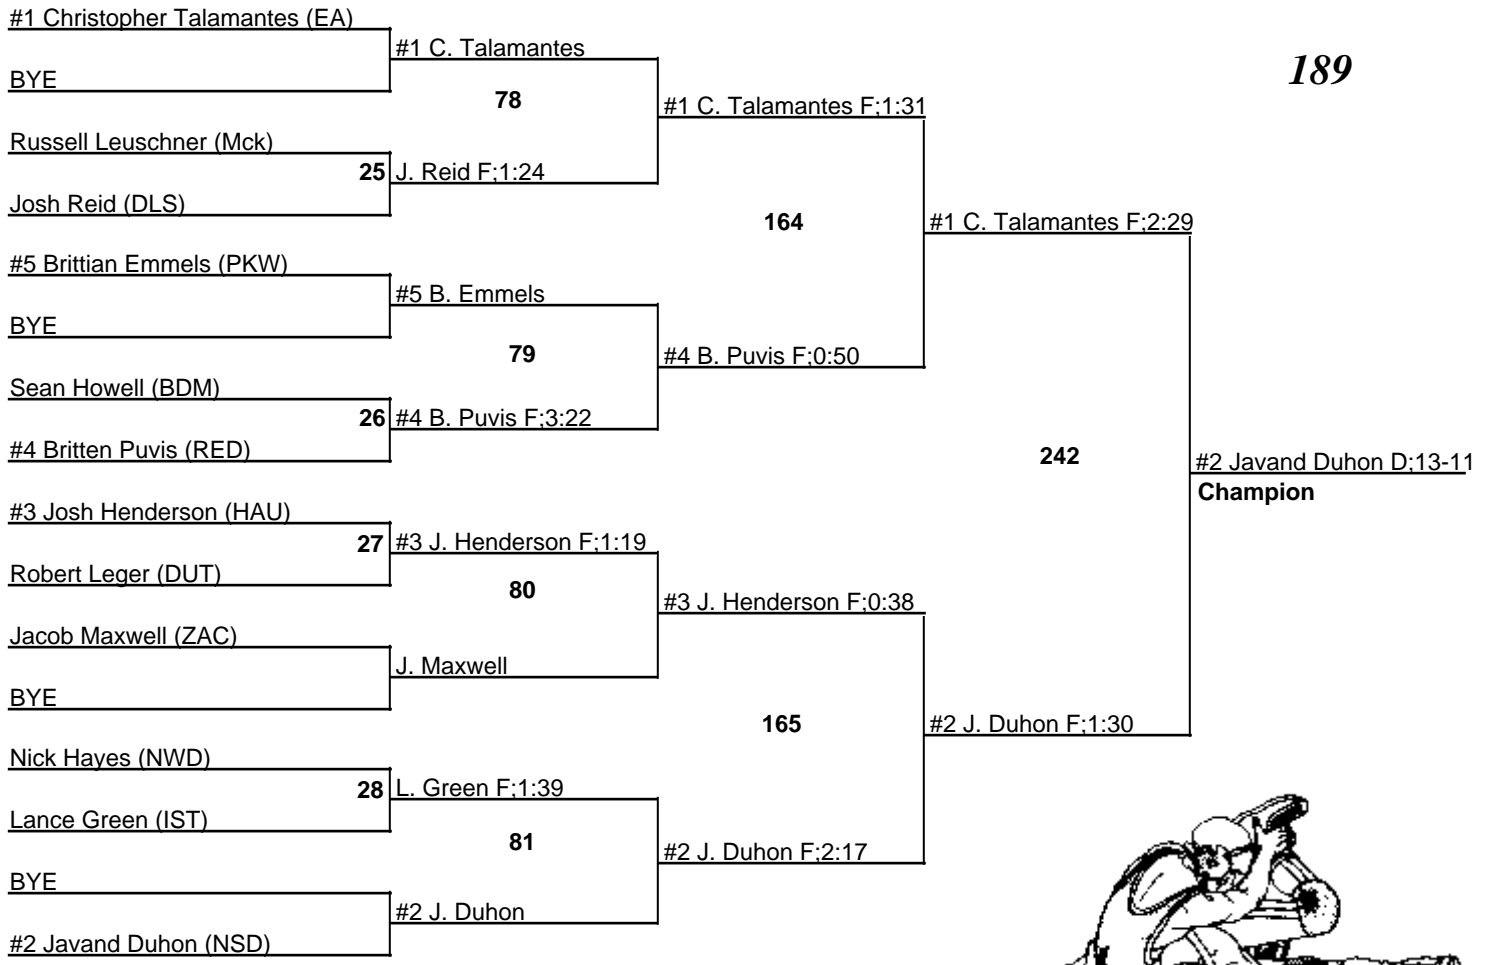 #1 Christopher Talamantes (EA)
#1 C. Talamantes
189
BYE
78
#1 C. Talamantes F;1:31
Russell Leuschner (Mck)
25 J. Reid F;1:24
Josh Reid (DLS)
164
#1 C. Talamantes F;2:29
#5 Brittian Emmels (PKW)
#5 B. Emmels
BYE
79
#4 B. Puvis F;0:50
Sean Howell (BDM)
26 #4 B. Puvis F;3:22
#4 Britten Puvis (RED)
242
#2 Javand Duhon D;13-11
Champion
#3 Josh Henderson (HAU)
27 #3 J. Henderson F;1:19
Robert Leger (DUT)
80
#3 J. Henderson F;0:38
Jacob Maxwell (ZAC)
J. Maxwell
BYE
165
#2 J. Duhon F;1:30
Nick Hayes (NWD)
28 L. Green F;1:39
Lance Green (IST)
81
#2 J. Duhon F;2:17
BYE
#2 J. Duhon
#2 Javand Duhon (NSD)